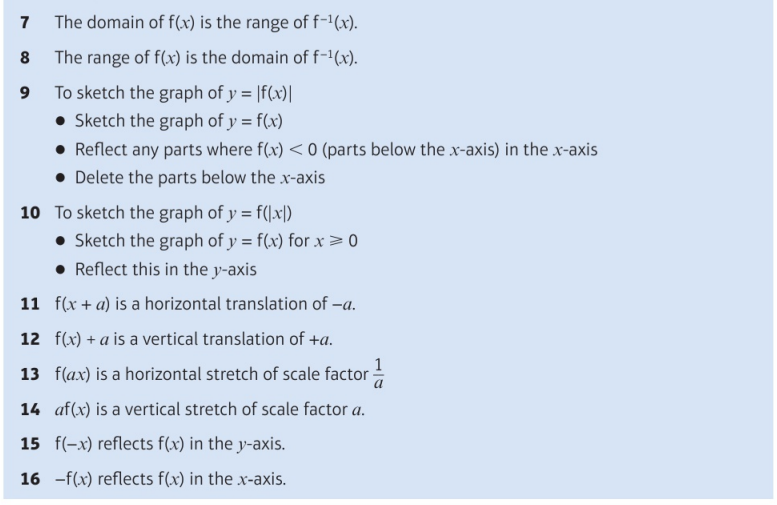 7 The domain of f(x) is the range of f⁻¹(x).
8 The range of f(x) is the domain of f⁻¹(x).
9 To sketch the graph of y = |f(x)|
• Sketch the graph of y = f(x)
• Reflect any parts where f(x) < 0 (parts below the x-axis) in the x-axis
• Delete the parts below the x-axis
10 To sketch the graph of y = f(|x|)
• Sketch the graph of y = f(x) for x ⩾ 0
• Reflect this in the y-axis
11 f(x + a) is a horizontal translation of −a.
12 f(x) + a is a vertical translation of +a.
13 f(ax) is a horizontal stretch of scale factor 1/a
14 af(x) is a vertical stretch of scale factor a.
15 f(−x) reflects f(x) in the y-axis.
16 −f(x) reflects f(x) in the x-axis.